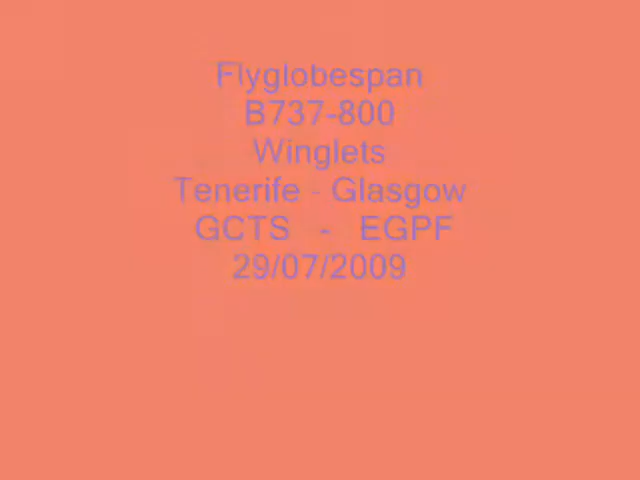 Flyglobespan
B737-800
Winglets
Tenerife - Glasgow
GCTS - EGPF
29/07/2009